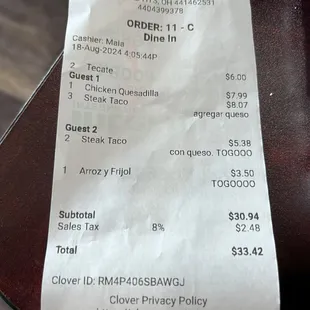 OH 441462531
4404399378
ORDER: 11 - C
Dine In
Cashier: Maia
18-Aug-2024 4:05:44P
2 Tecate $6.00
Guest 1
1 Chicken Quesadilla $7.99
3 Steak Taco $8.07
agregar queso
Guest 2
2 Steak Taco $5.38
con queso. TOGOOO
1 Arroz y Frijol $3.50
TOGOOOO
Subtotal $30.94
Sales Tax 8% $2.48
Total $33.42
Clover ID: RM4P406SBAWGJ
Clover Privacy Policy